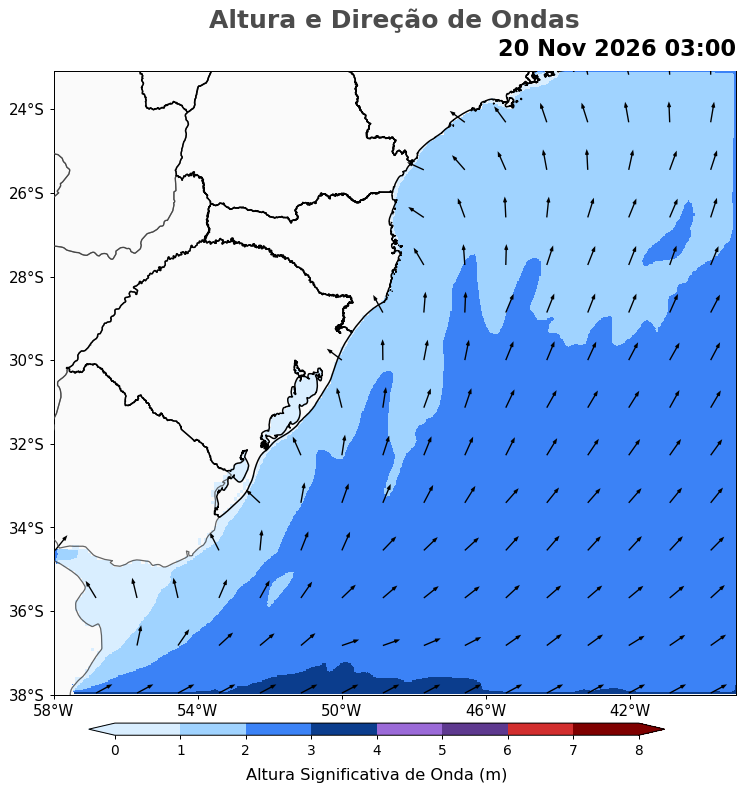 Altura e Direção de Ondas
20 Nov 2026 03:00
24°S
26°S
28°S
30°S
32°S
34°S
36°S
38°S
58°W 54°W 50°W 46°W 42°W
0 1 2 3 4 5 6 7 8
Altura Significativa de Onda (m)